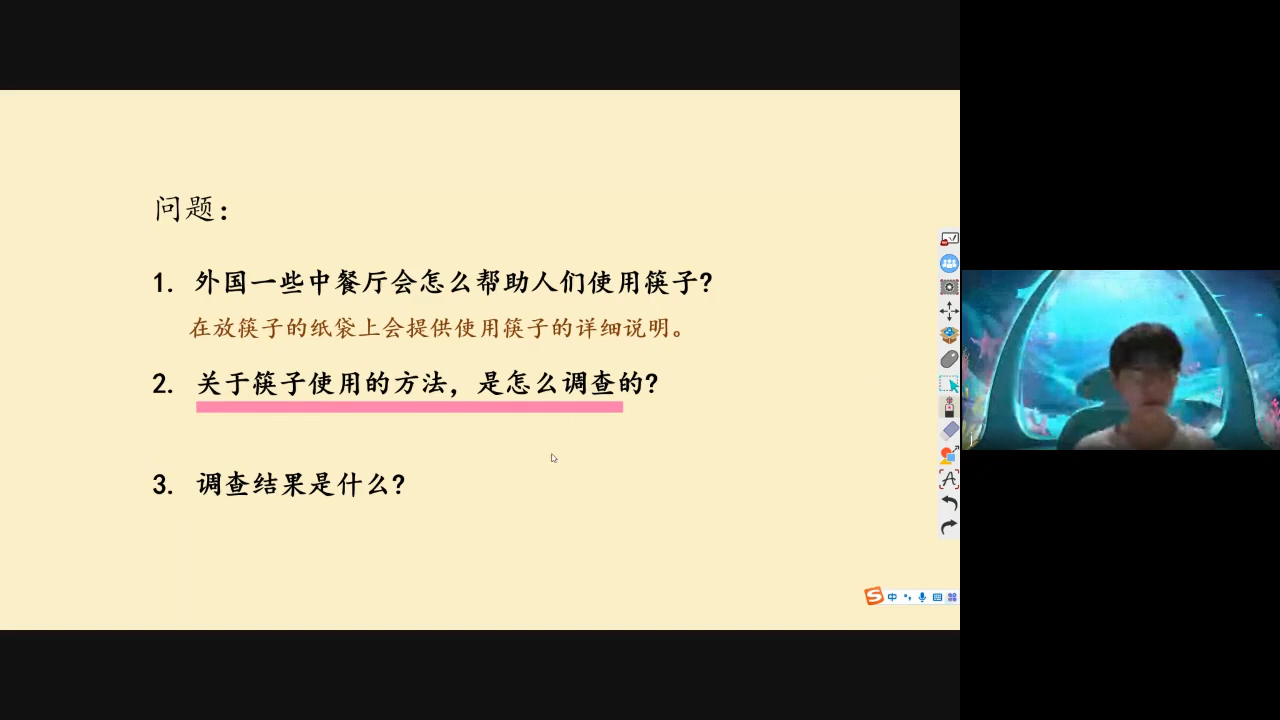 问题：
1. 外国一些中餐厅会怎么帮助人们使用筷子?
在放筷子的纸袋上会提供使用筷子的详细说明。
2. 关于筷子使用的方法，是怎么调查的?
3. 调查结果是什么?
中